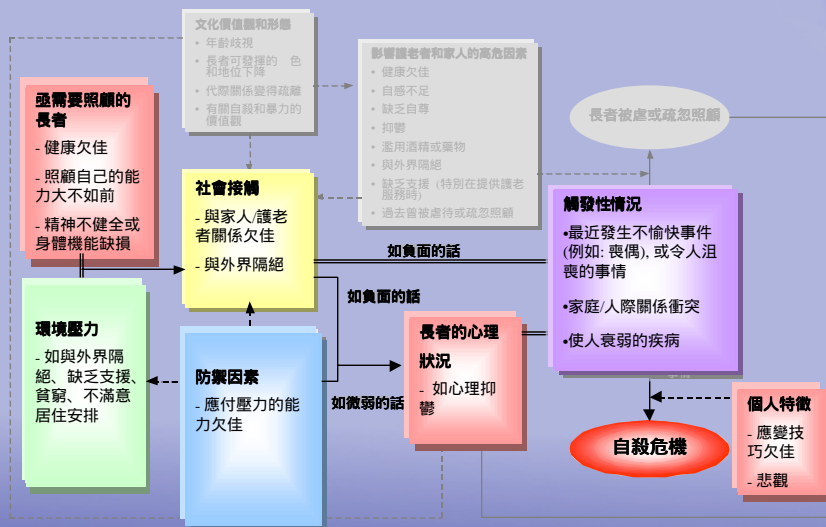 文化價值觀和形態
• 年齡歧視
• 長者可發揮的 色
和地位下降
• 代際關係變得疏離
• 有關自殺和暴力的
價值觀
影響護老者和家人的高危因素
• 健康欠佳
• 自感不足
• 缺乏自尊
• 抑鬱
• 濫用酒精或藥物
• 與外界隔絕
• 缺乏支援 (特別在提供護老
服務時)
• 過去曾被虐待或疏忽照顧
長者被虐或疏忽照顧
亟需要照顧的
長者
- 健康欠佳
- 照顧自己的能
力大不如前
- 精神不健全或
身體機能缺損
社會接觸
- 與家人/護老
者關係欠佳
- 與外界隔絕
如負面的話
如負面的話
觸發性情況
•最近發生不愉快事件
(例如: 喪偶), 或令人沮
喪的事情
•家庭/人際關係衝突
•使人衰弱的疾病
環境壓力
- 如與外界隔
絕、缺乏支援、
貧窮、不滿意
居住安排
防禦因素
- 應付壓力的能
力欠佳
如微弱的話
長者的心理
狀況
- 如心理抑
鬱
自殺危機
個人特徵
- 應變技
巧欠佳
- 悲觀